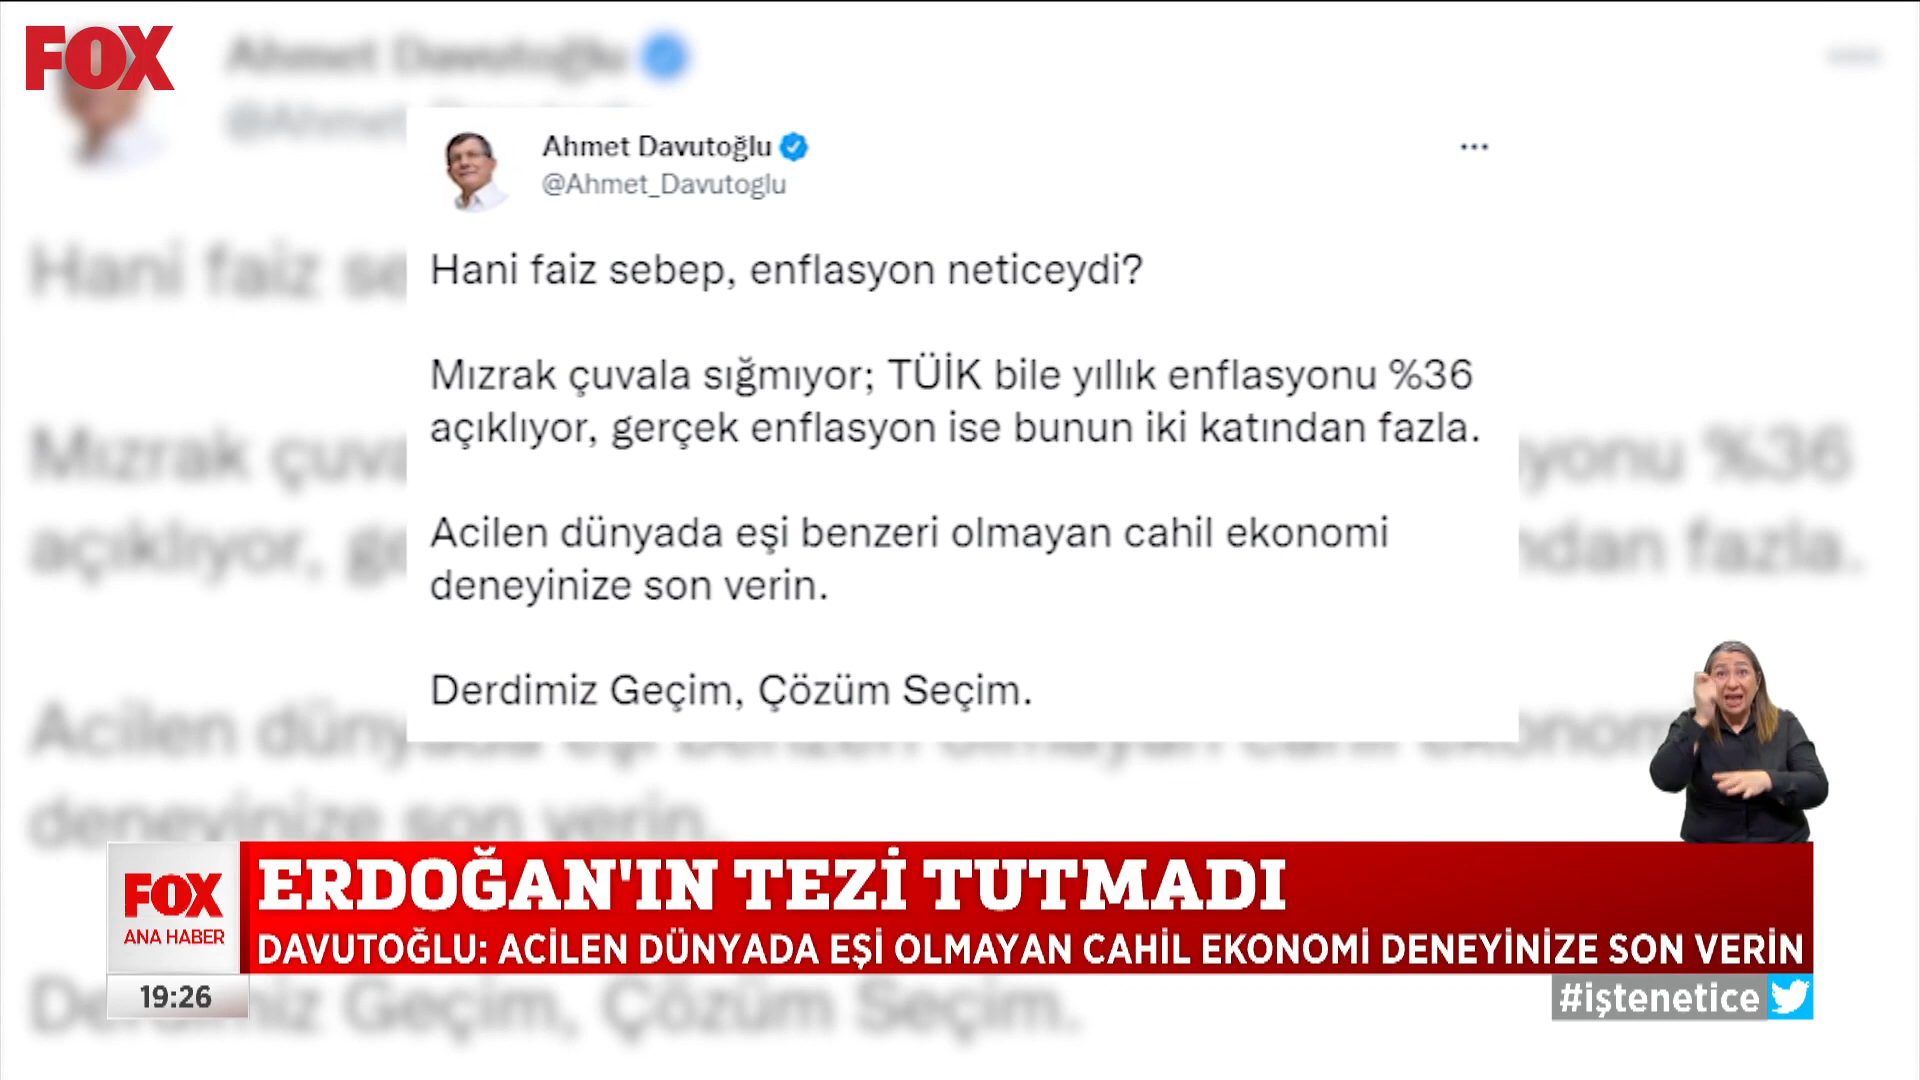 FOX
Ahmet Davutoğlu
@Ahmet_Davutoglu
Hani faiz sebep, enflasyon neticeydi?
Mızrak çuvala sığmıyor; TÜİK bile yıllık enflasyonu %36
açıklıyor, gerçek enflasyon ise bunun iki katından fazla.
Acilen dünyada eşi benzeri olmayan cahil ekonomi
deneyinize son verin.
Derdimiz Geçim, Çözüm Seçim.
FOX
ANA HABER
19:26
ERDOĞAN'IN TEZİ TUTMADI
DAVUTOĞLU: ACİLEN DÜNYADA EŞİ OLMAYAN CAHİL EKONOMİ DENEYİNİZE SON VERİN
#iştenetice